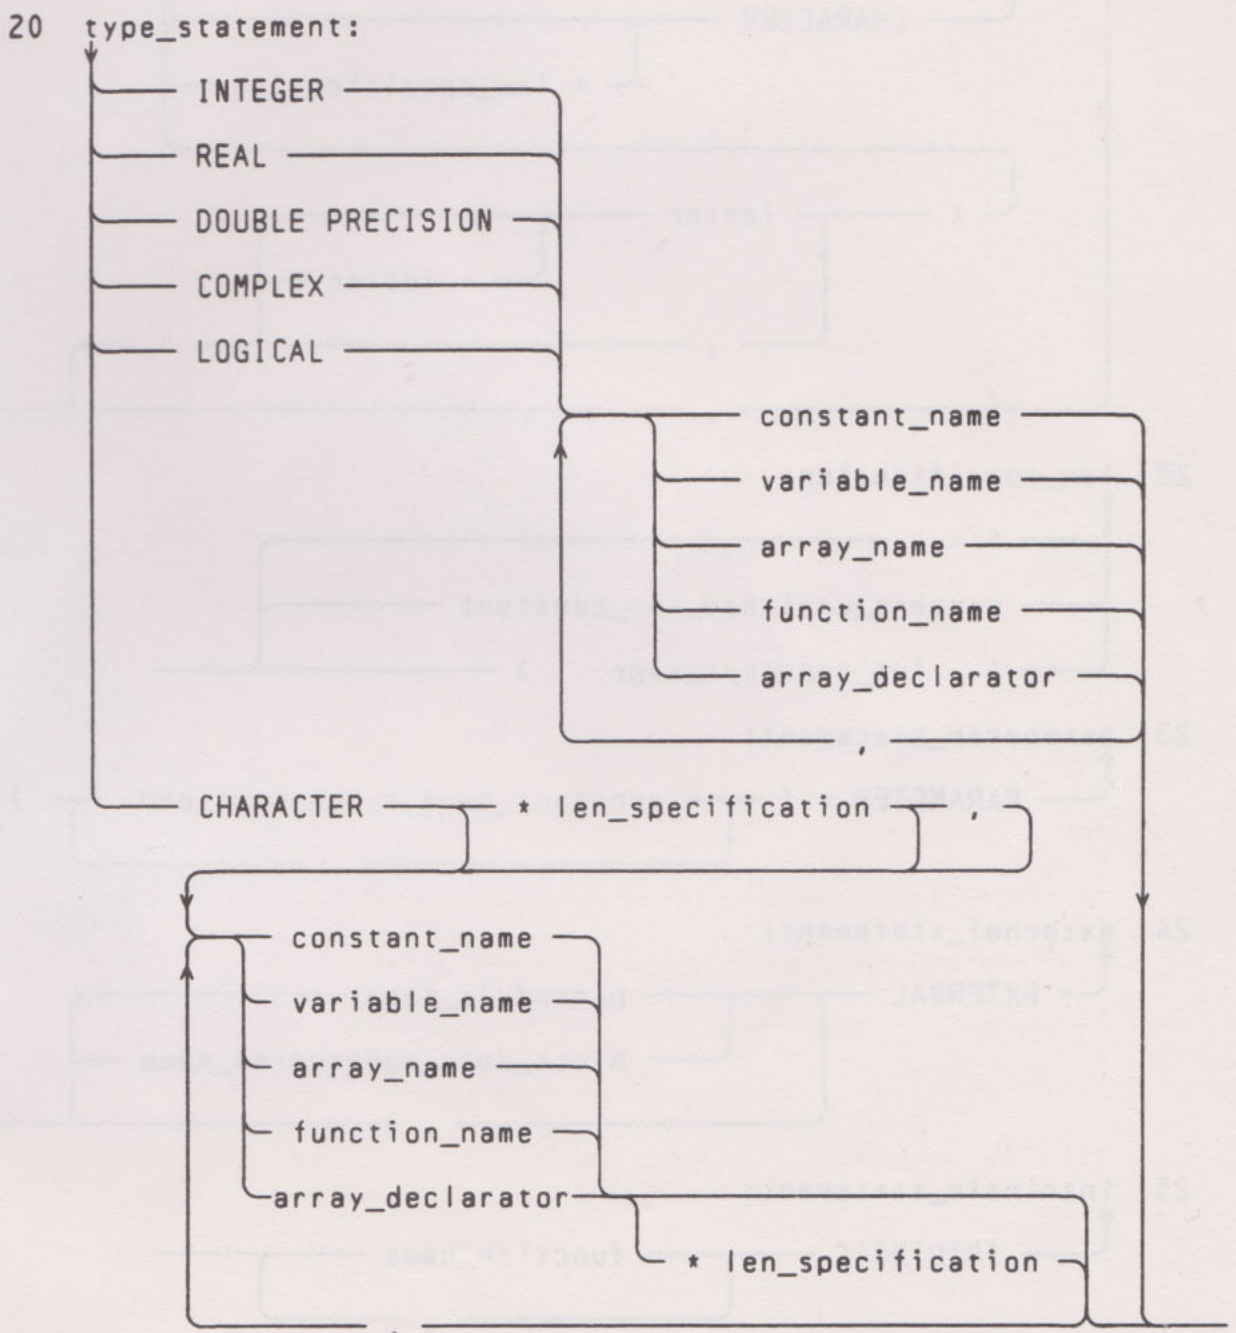 20 type_statement:
INTEGER
REAL
DOUBLE PRECISION
COMPLEX
LOGICAL
constant_name
variable_name
array_name
function_name
array_declarator
,
CHARACTER * len_specification ,
constant_name
variable_name
array_name
function_name
array_declarator
* len_specification
,